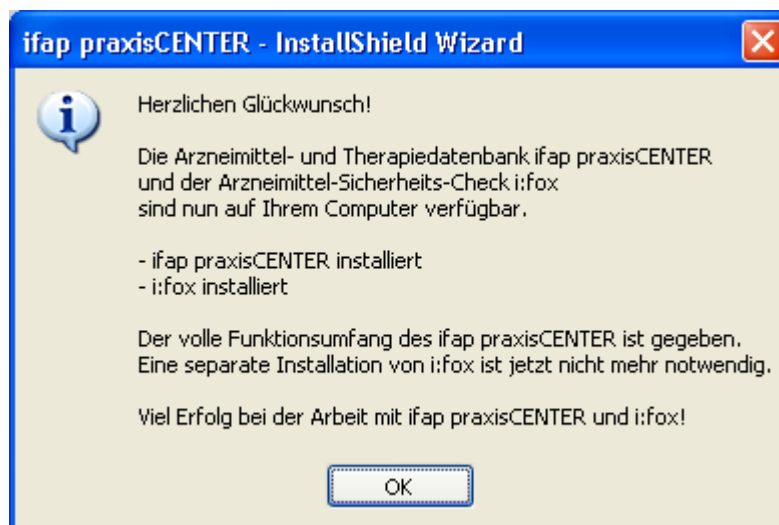 ifap praxisCENTER - InstallShield Wizard
Herzlichen Glückwunsch!
Die Arzneimittel- und Therapiedatenbank ifap praxisCENTER
und der Arzneimittel-Sicherheits-Check i:fox
sind nun auf Ihrem Computer verfügbar.
- ifap praxisCENTER installiert
- i:fox installiert
Der volle Funktionsumfang des ifap praxisCENTER ist gegeben.
Eine separate Installation von i:fox ist jetzt nicht mehr notwendig.
Viel Erfolg bei der Arbeit mit ifap praxisCENTER und i:fox!
OK